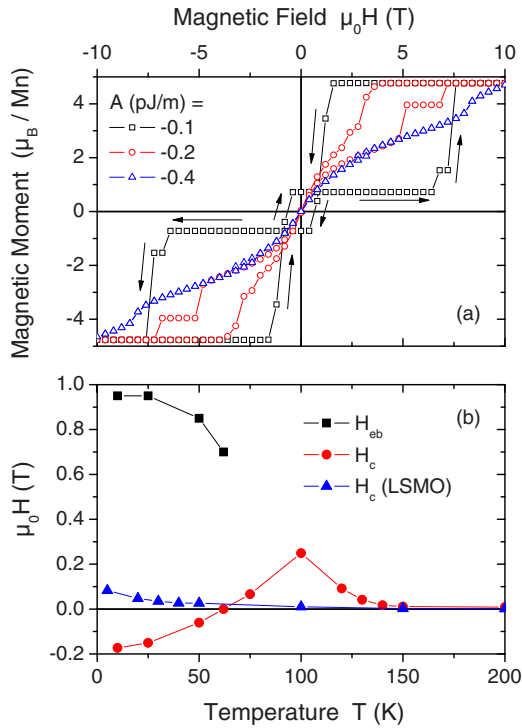 Magnetic Field μ₀H (T)
-10 -5 0 5 10
A (pJ/m) =
-0.1
-0.2
-0.4
4
2
0
-2
-4
Magnetic Moment (μB / Mn)
(a)
1.0
0.8
0.6
0.4
0.2
0.0
-0.2
μ₀H (T)
(b)
Heb
Hc
Hc (LSMO)
0 50 100 150 200
Temperature T (K)